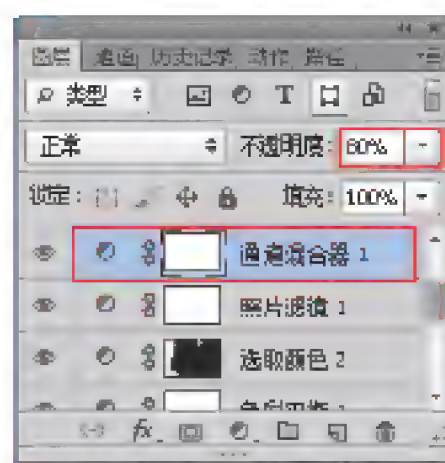 图层 通道 历史记录 动作 路径
类型 T
正常 不透明度: 60%
锁定: 填充: 100%
通道混合器 1
照片滤镜 1
选取颜色 2
fx